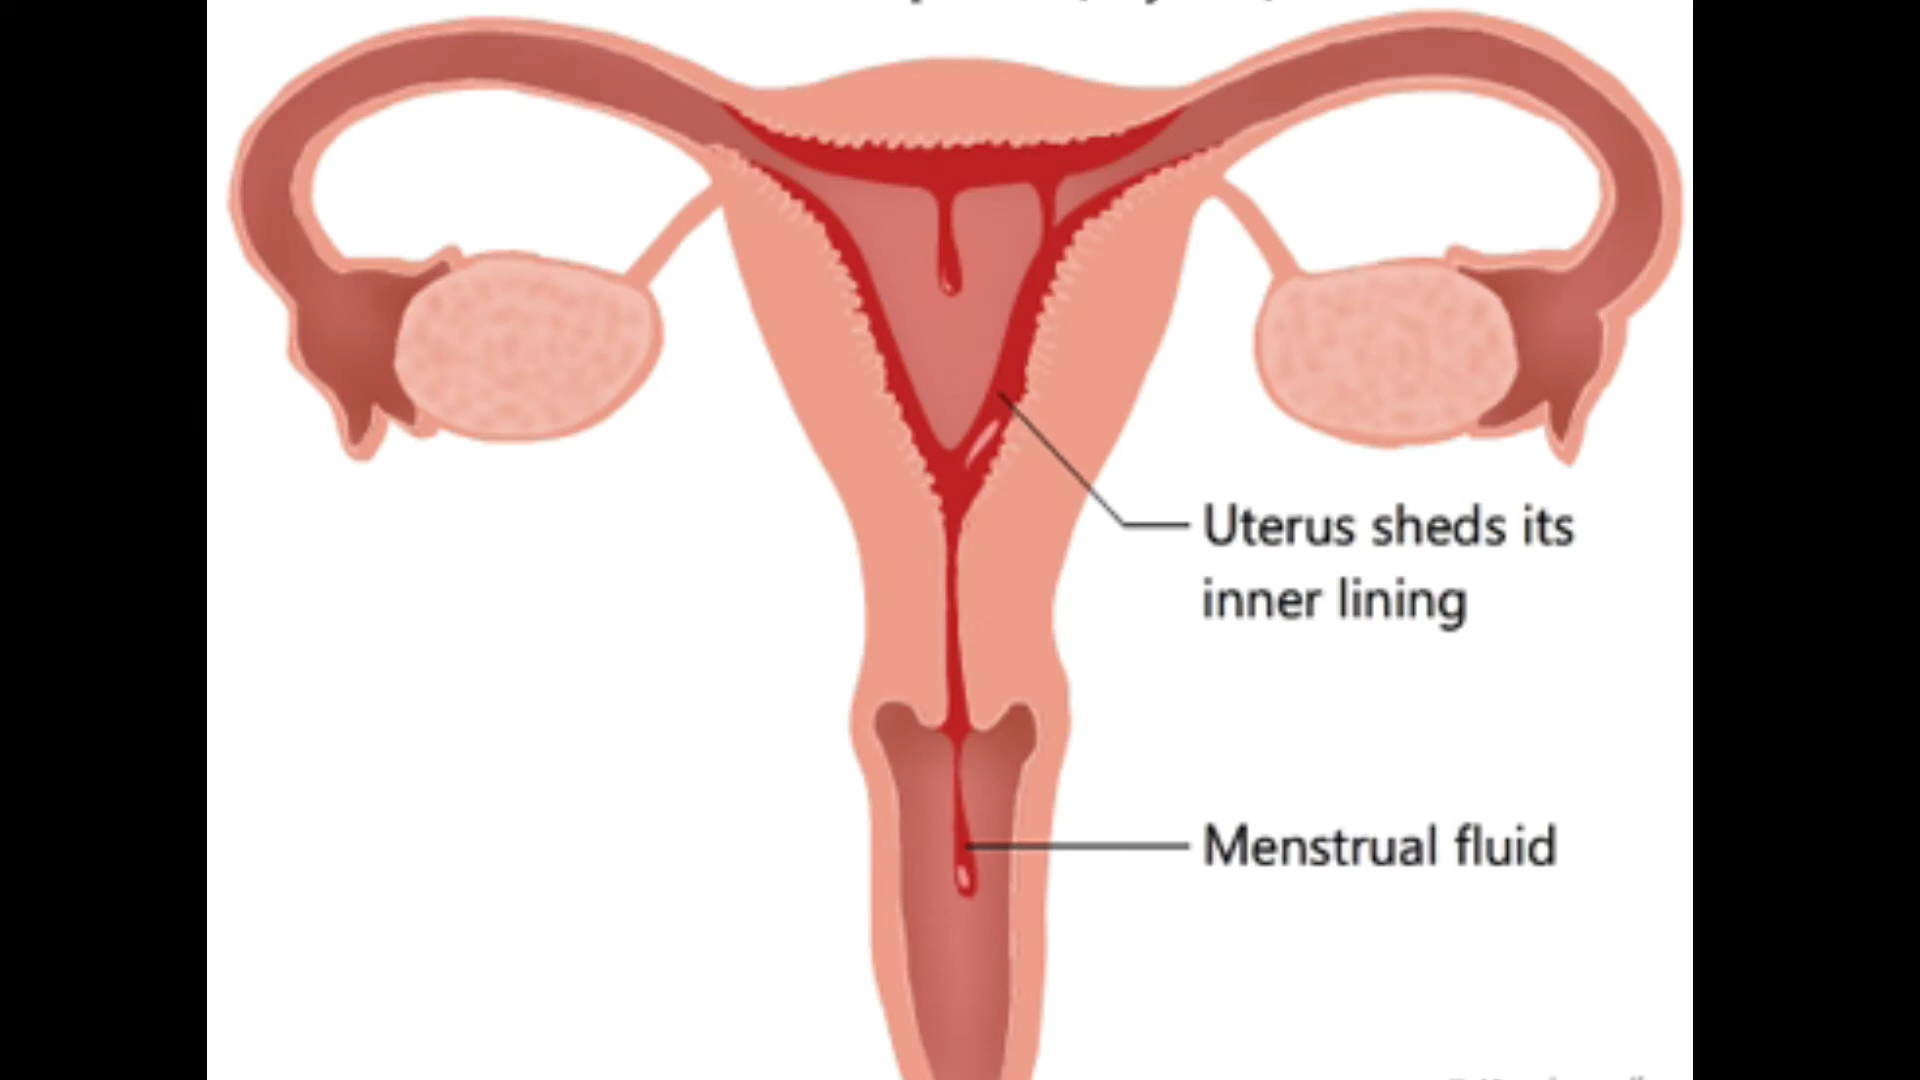 Uterus sheds its
inner lining
Menstrual fluid